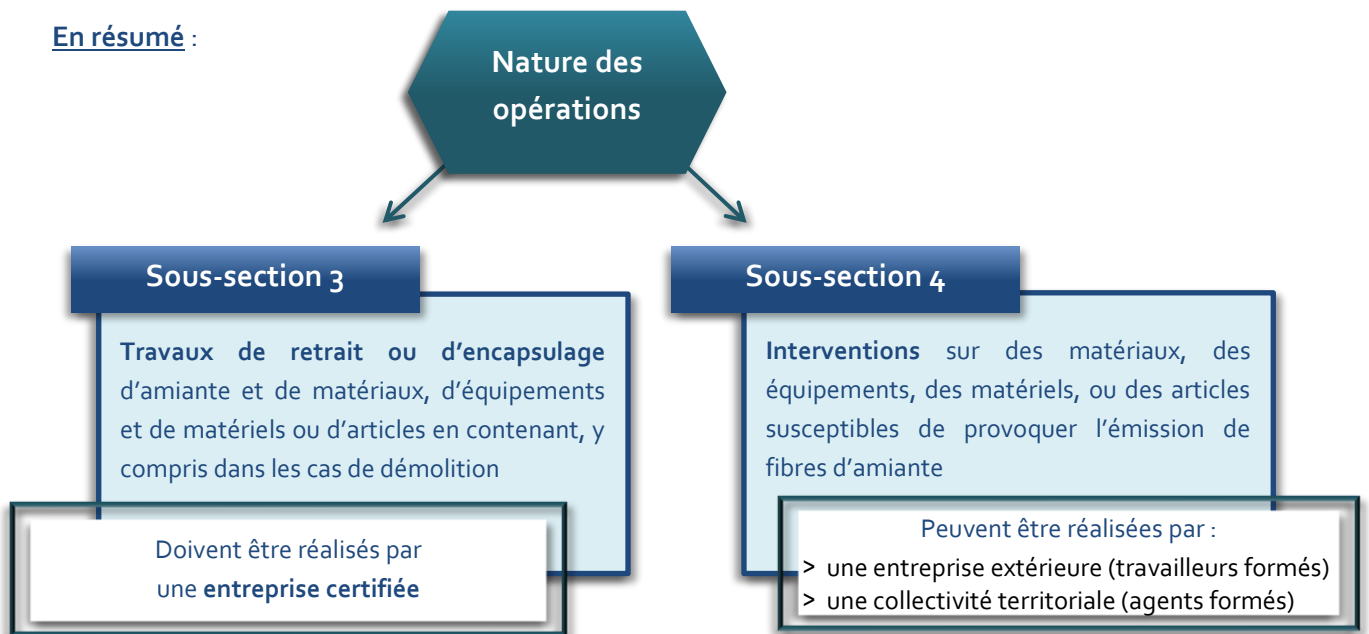 En résumé :
Nature des
opérations
Sous-section 3
Travaux de retrait ou d’encapsulage
d’amiante et de matériaux, d’équipements
et de matériels ou d’articles en contenant, y
compris dans les cas de démolition
Doivent être réalisés par
une entreprise certifiée
Sous-section 4
Interventions sur des matériaux, des
équipements, des matériels, ou des articles
susceptibles de provoquer l’émission de
fibres d’amiante
Peuvent être réalisées par :
> une entreprise extérieure (travailleurs formés)
> une collectivité territoriale (agents formés)